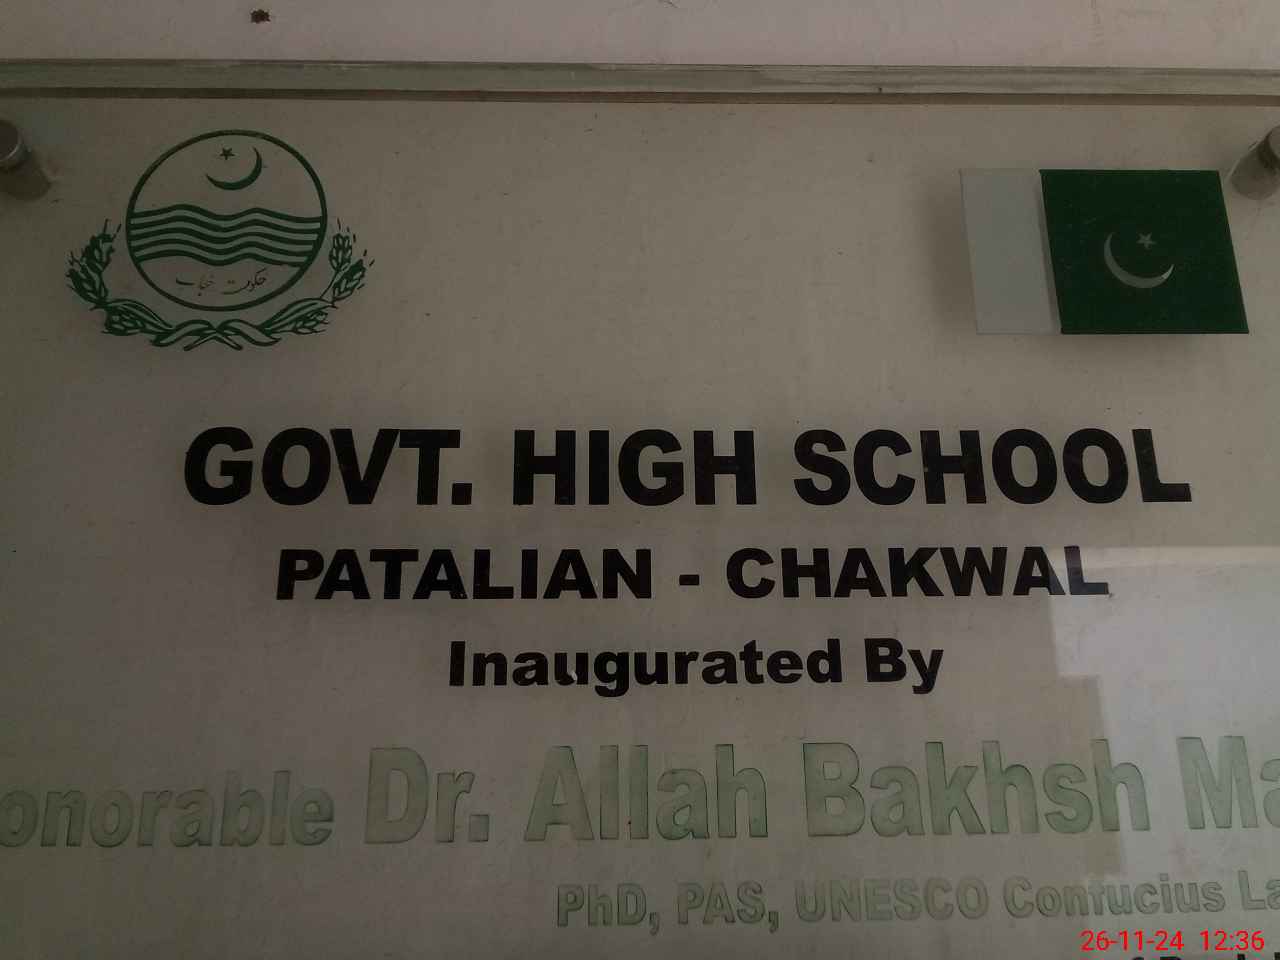 حکومت پنجاب
GOVT. HIGH SCHOOL
PATALIAN - CHAKWAL
Inaugurated By
onorable Dr. Allah Bakhsh Ma
PhD, PAS, UNESCO Confucius La
26-11-24 12:36